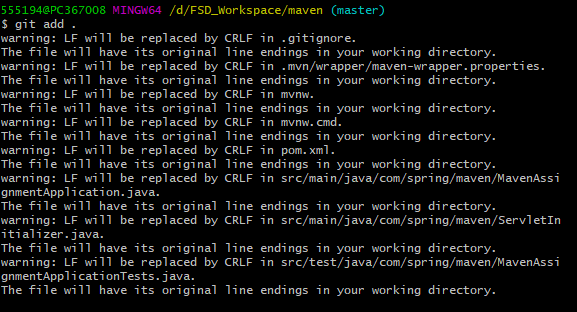 555194@PC367008 MINGW64 /d/FSD_Workspace/maven (master)
$ git add .
warning: LF will be replaced by CRLF in .gitignore.
The file will have its original line endings in your working directory.
warning: LF will be replaced by CRLF in .mvn/wrapper/maven-wrapper.properties.
The file will have its original line endings in your working directory.
warning: LF will be replaced by CRLF in mvnw.
The file will have its original line endings in your working directory.
warning: LF will be replaced by CRLF in mvnw.cmd.
The file will have its original line endings in your working directory.
warning: LF will be replaced by CRLF in pom.xml.
The file will have its original line endings in your working directory.
warning: LF will be replaced by CRLF in src/main/java/com/spring/maven/MavenAssi
gnmentApplication.java.
The file will have its original line endings in your working directory.
warning: LF will be replaced by CRLF in src/main/java/com/spring/maven/ServletIn
itializer.java.
The file will have its original line endings in your working directory.
warning: LF will be replaced by CRLF in src/test/java/com/spring/maven/MavenAssi
gnmentApplicationTests.java.
The file will have its original line endings in your working directory.